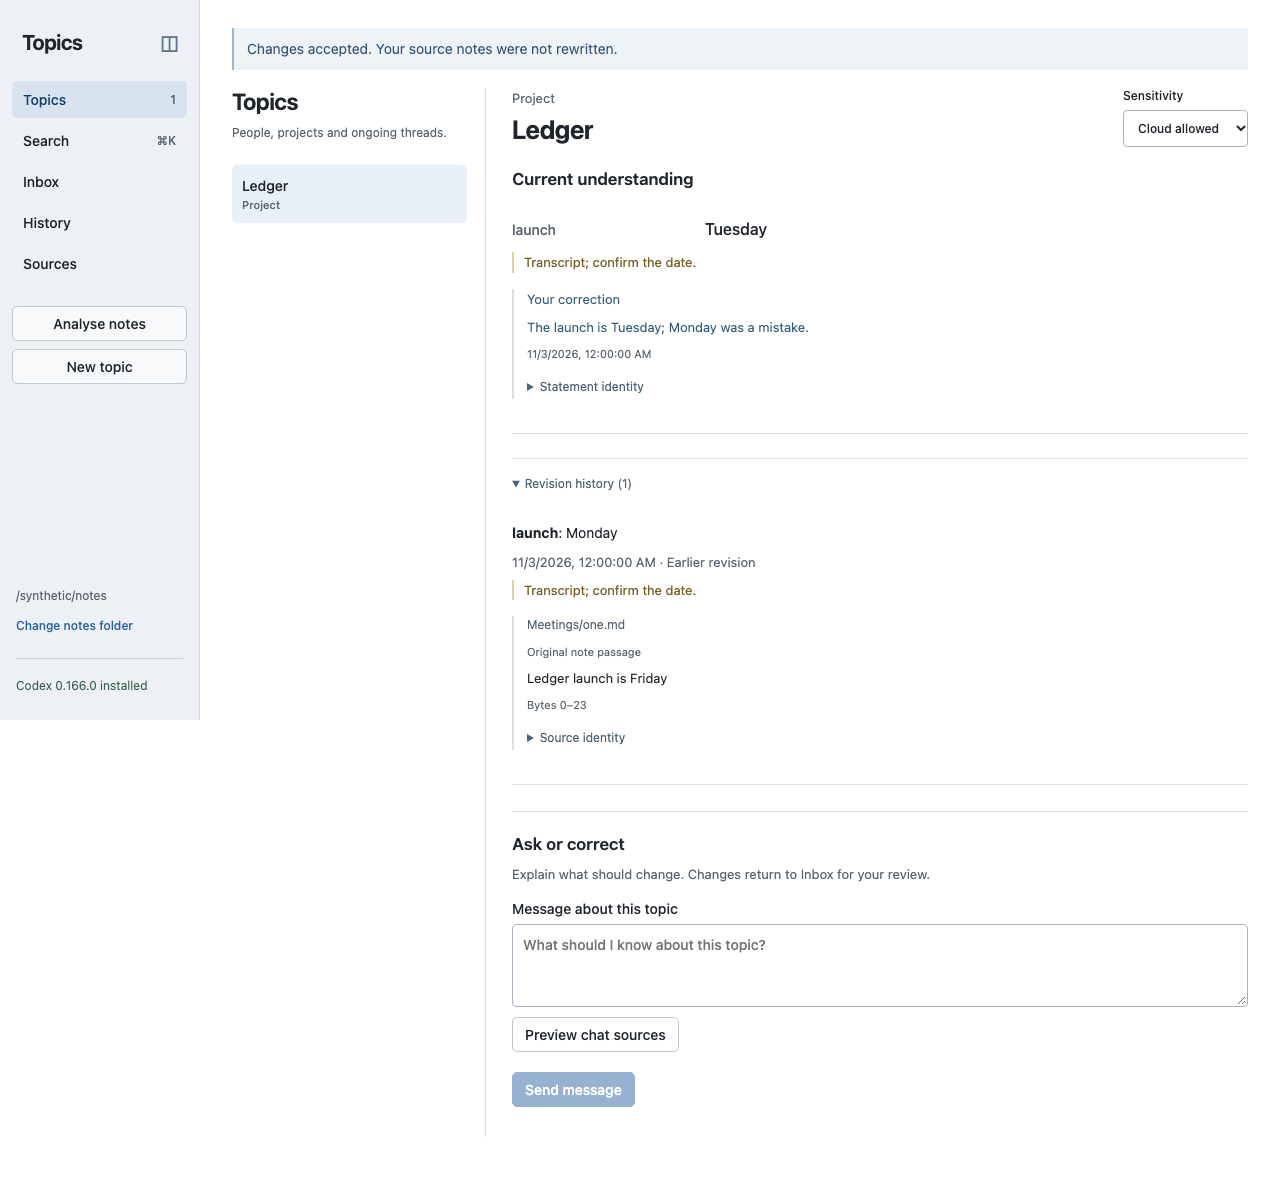 Topics
Topics 1
Search ⌘K
Inbox
History
Sources
Analyse notes
New topic
/synthetic/notes
Change notes folder
Codex 0.166.0 installed
Changes accepted. Your source notes were not rewritten.
Topics
People, projects and ongoing threads.
Ledger
Project
Project
Ledger
Sensitivity
Cloud allowed
Current understanding
launch Tuesday
Transcript; confirm the date.
Your correction
The launch is Tuesday; Monday was a mistake.
11/3/2026, 12:00:00 AM
Statement identity
Revision history (1)
launch: Monday
11/3/2026, 12:00:00 AM · Earlier revision
Transcript; confirm the date.
Meetings/one.md
Original note passage
Ledger launch is Friday
Bytes 0–23
Source identity
Ask or correct
Explain what should change. Changes return to Inbox for your review.
Message about this topic
What should I know about this topic?
Preview chat sources
Send message